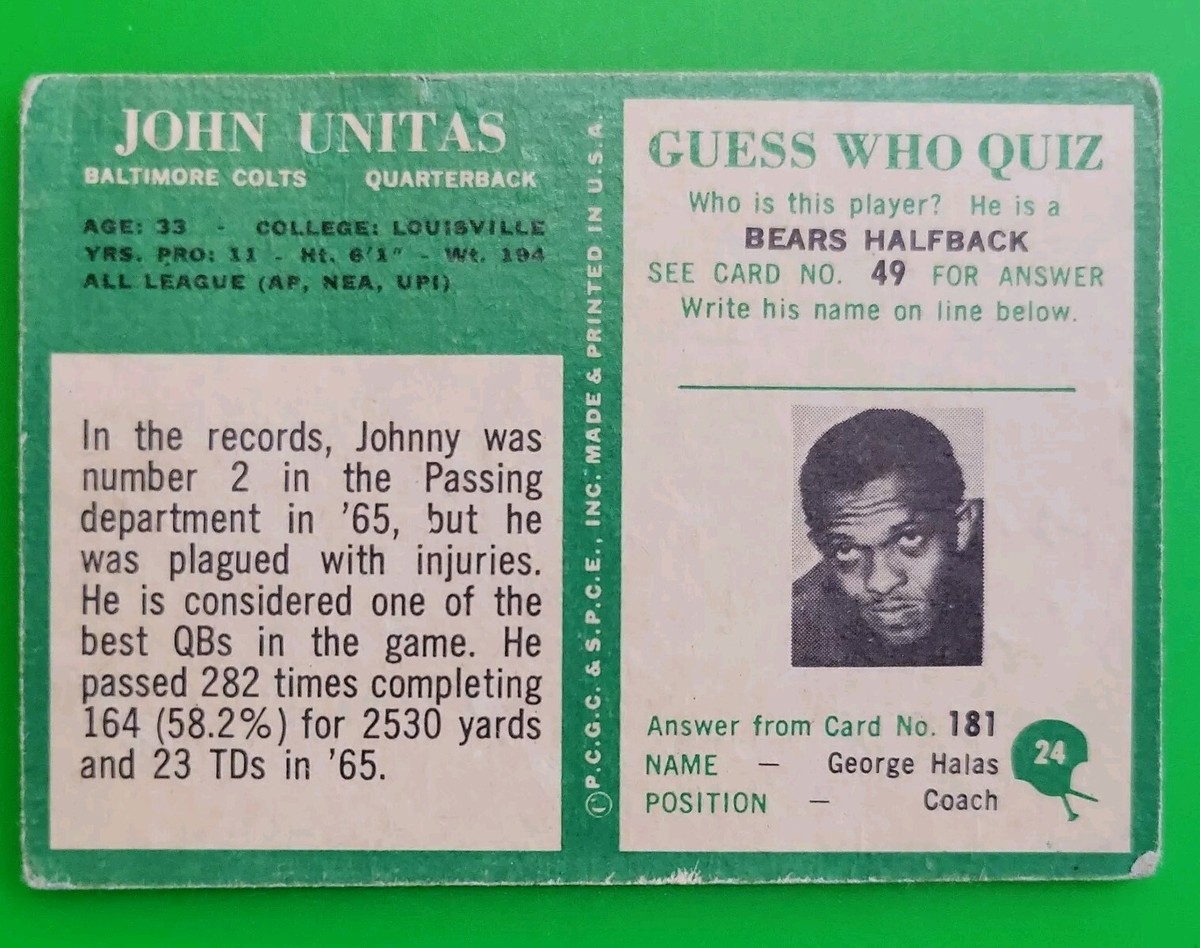 JOHN UNITAS
BALTIMORE COLTS QUARTERBACK
AGE: 33 - COLLEGE: LOUISVILLE
YRS. PRO: 11 - Ht. 6'1" - Wt. 194
ALL LEAGUE (AP, NEA, UPI)
In the records, Johnny was
number 2 in the Passing
department in '65, but he
was plagued with injuries.
He is considered one of the
best QBs in the game. He
passed 282 times completing
164 (58.2%) for 2530 yards
and 23 TDs in '65.
©P.C.G.C. & S.P.C.E., INC. MADE & PRINTED IN U.S.A.
GUESS WHO QUIZ
Who is this player? He is a
BEARS HALFBACK
SEE CARD NO. 49 FOR ANSWER
Write his name on line below.
Answer from Card No. 181
NAME — George Halas
POSITION — Coach
24